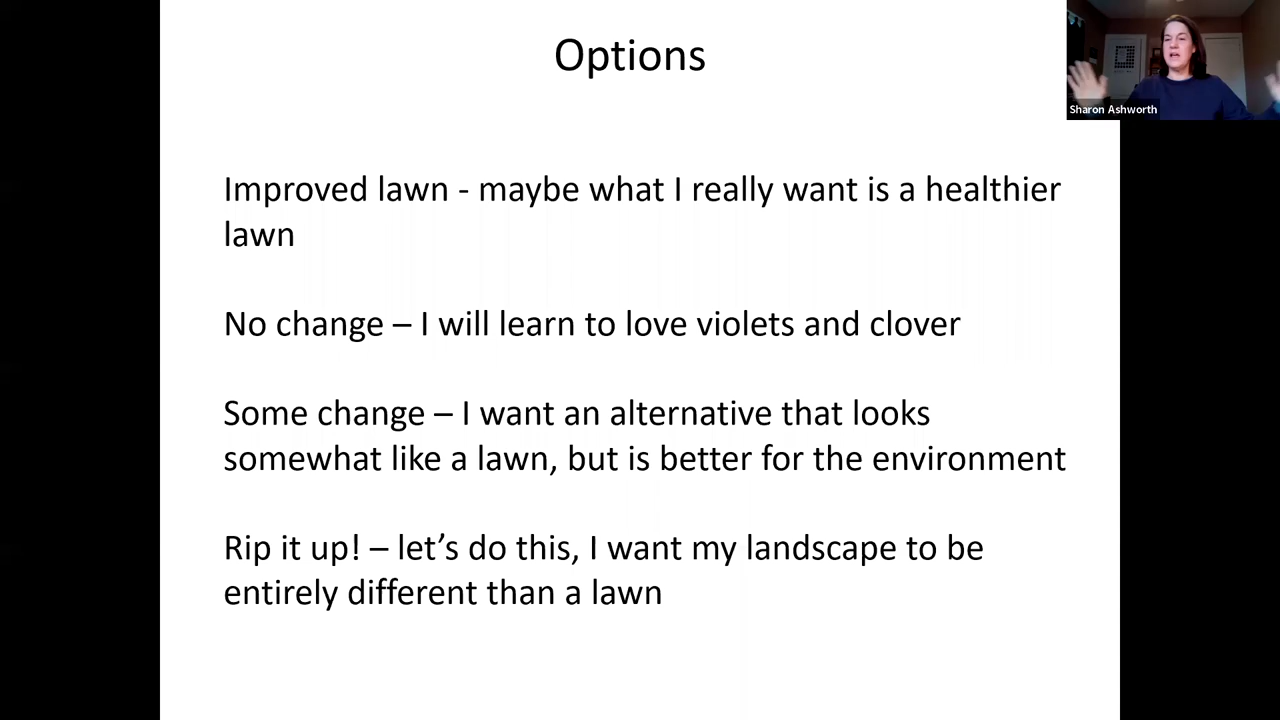 Options
Sharon Ashworth
Improved lawn - maybe what I really want is a healthier
lawn
No change – I will learn to love violets and clover
Some change – I want an alternative that looks
somewhat like a lawn, but is better for the environment
Rip it up! – let’s do this, I want my landscape to be
entirely different than a lawn